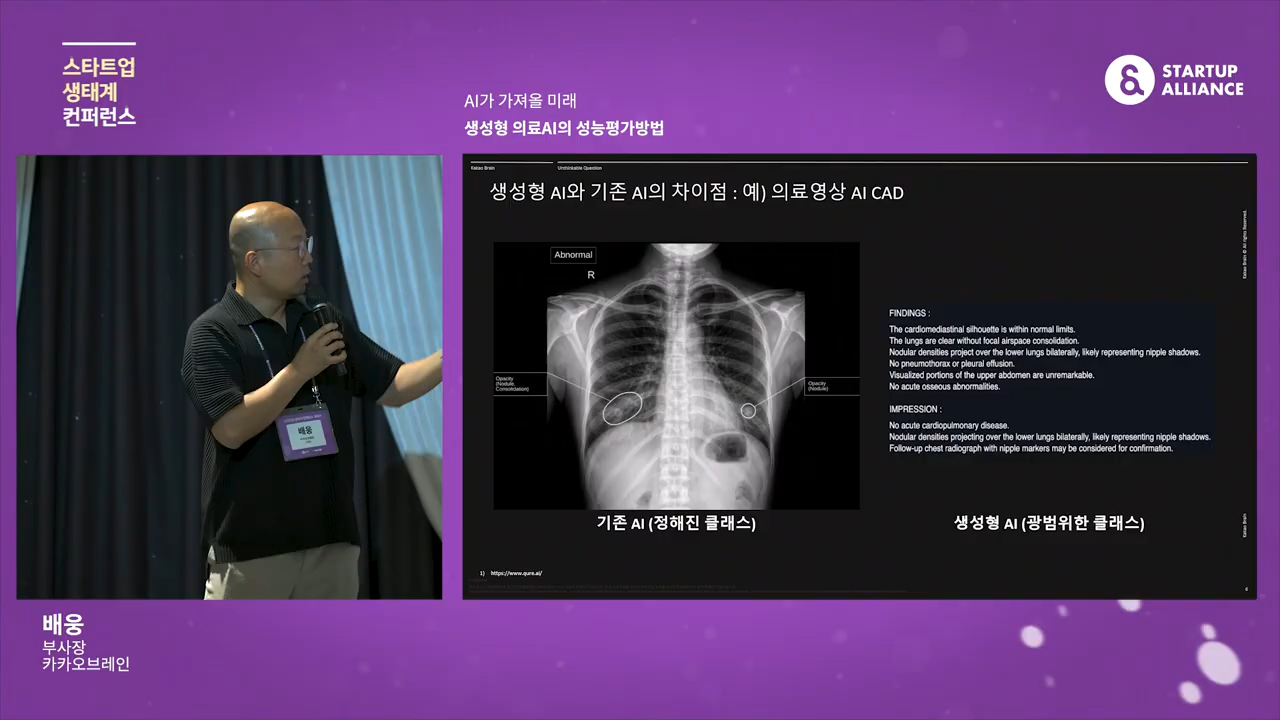 스타트업
생태계
컨퍼런스
STARTUP
ALLIANCE
AI가 가져올 미래
생성형 의료AI의 성능평가방법
Kakao Brain
Unthinkable Question
생성형 AI와 기존 AI의 차이점 : 예) 의료영상 AI CAD
Kakao Brain © All rights Reserved.
Abnormal
R
Opacity
(Nodule,
Consolidation)
Opacity
(Nodule)
기존 AI (정해진 클래스)
FINDINGS :
The cardiomediastinal silhouette is within normal limits.
The lungs are clear without focal airspace consolidation.
Nodular densities project over the lower lungs bilaterally, likely representing nipple shadows.
No pneumothorax or pleural effusion.
Visualized portions of the upper abdomen are unremarkable.
No acute osseous abnormalities.
IMPRESSION :
No acute cardiopulmonary disease.
Nodular densities projecting over the lower lungs bilaterally, likely representing nipple shadows.
Follow-up chest radiograph with nipple markers may be considered for confirmation.
생성형 AI (광범위한 클래스)
Kakao Brain
1) https://www.qure.ai/
6
배웅
배웅
부사장
카카오브레인